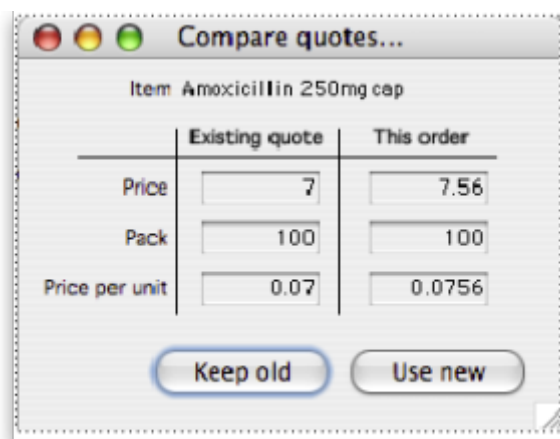 Compare quotes...
Item Amoxicillin 250mg cap
Existing quote This order
Price 7 7.56
Pack 100 100
Price per unit 0.07 0.0756
Keep old Use new